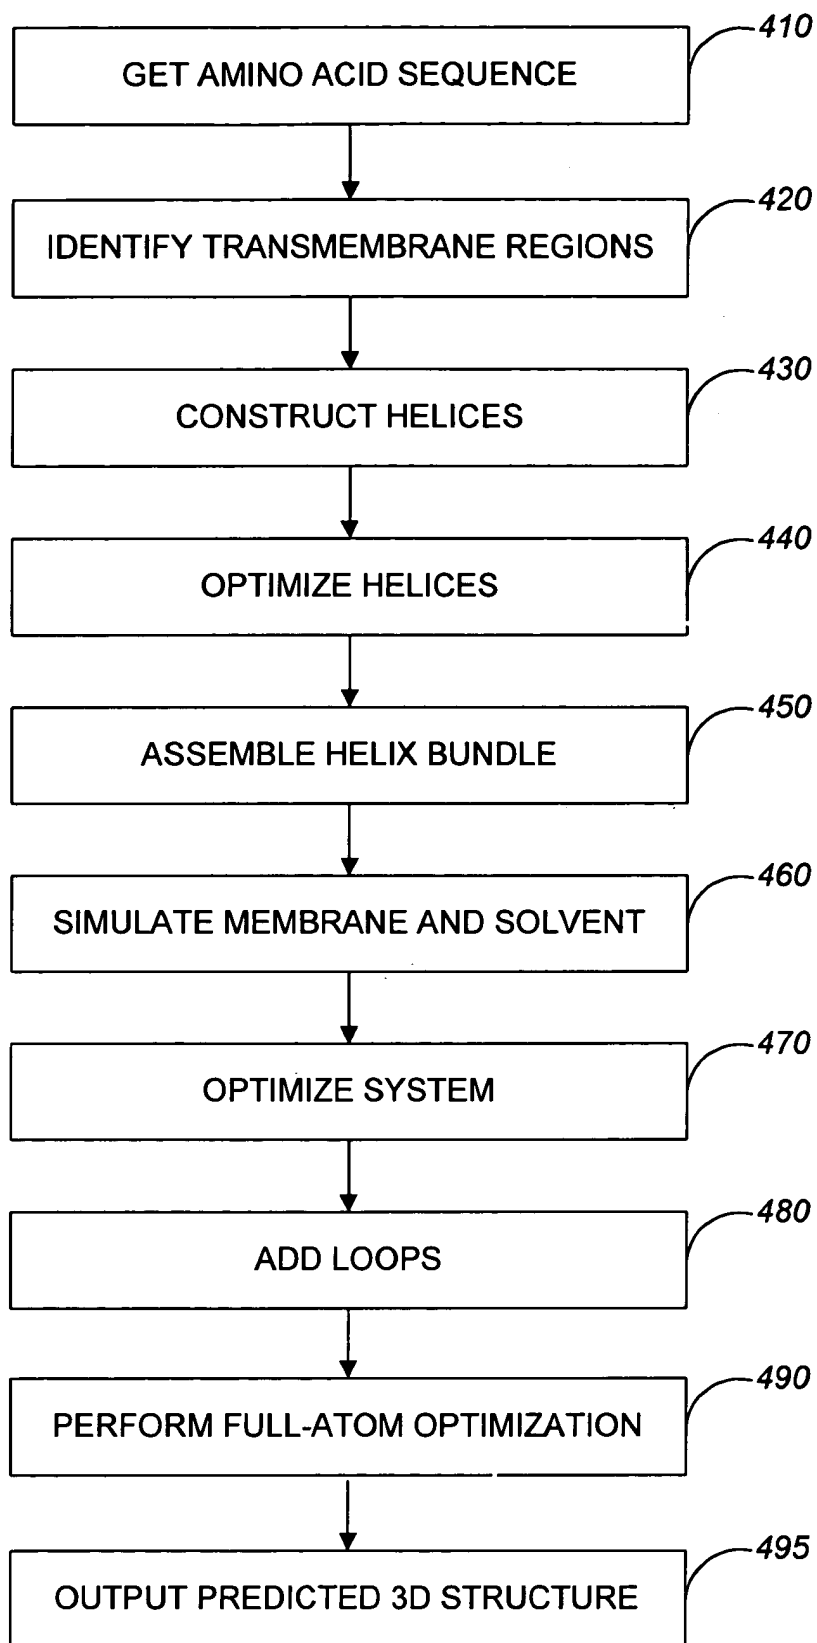 410
GET AMINO ACID SEQUENCE
420
IDENTIFY TRANSMEMBRANE REGIONS
430
CONSTRUCT HELICES
440
OPTIMIZE HELICES
450
ASSEMBLE HELIX BUNDLE
460
SIMULATE MEMBRANE AND SOLVENT
470
OPTIMIZE SYSTEM
480
ADD LOOPS
490
PERFORM FULL-ATOM OPTIMIZATION
495
OUTPUT PREDICTED 3D STRUCTURE